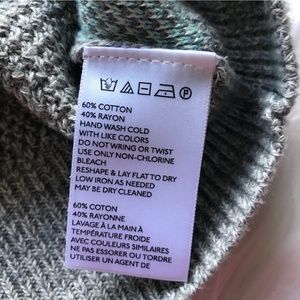 60% COTTON
40% RAYON
HAND WASH COLD
WITH LIKE COLORS
DO NOT WRING OR TWIST
USE ONLY NON-CHLORINE
BLEACH
RESHAPE & LAY FLAT TO DRY
LOW IRON AS NEEDED
MAY BE DRY CLEANED
60% COTON
40% RAYONNE
LAVAGE À LA MAIN À
TEMPÉRATURE FROIDE
AVEC COULEURS SIMILAIRES
NE PAS ESSORER OU TORDRE
UTILISER UN AGENT DE